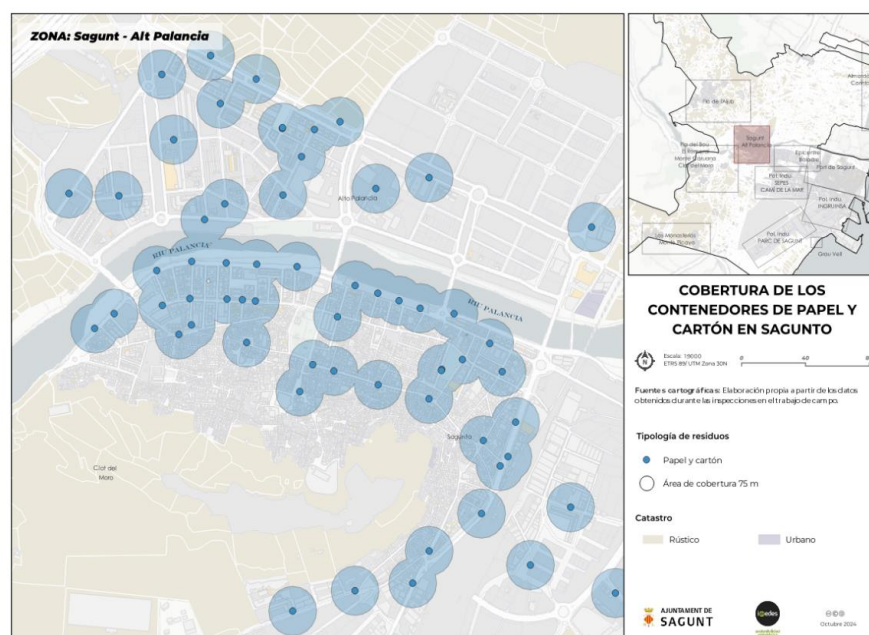 ZONA: Sagunt - Alt Palancia
Alto Palancia
RIU PALANCIA
RIU PALANCIA
Sagunto
Clot del
Moro
Sagunt
Alt Palancia
Port de Sagunt
Pol. Indu
SEPES
CAMÍ DE LA MAR
Pol. Indu
INGRUINSA
Pol. Indu
PARC DE SAGUNT
Grau Vell
COBERTURA DE LOS
CONTENEDORES DE PAPEL Y
CARTÓN EN SAGUNTO
N
Escala: 1:9000
ETRS 89/ UTM Zona 30N
0
Fuentes cartográficas: Elaboración propia a partir de los datos
obtenidos durante las inspecciones en el trabajo de campo.
Tipología de residuos
Papel y cartón
Área de cobertura 75 m
Catastro
Rústico
Urbano
AJUNTAMENT DE
SAGUNT
Octubre 2024